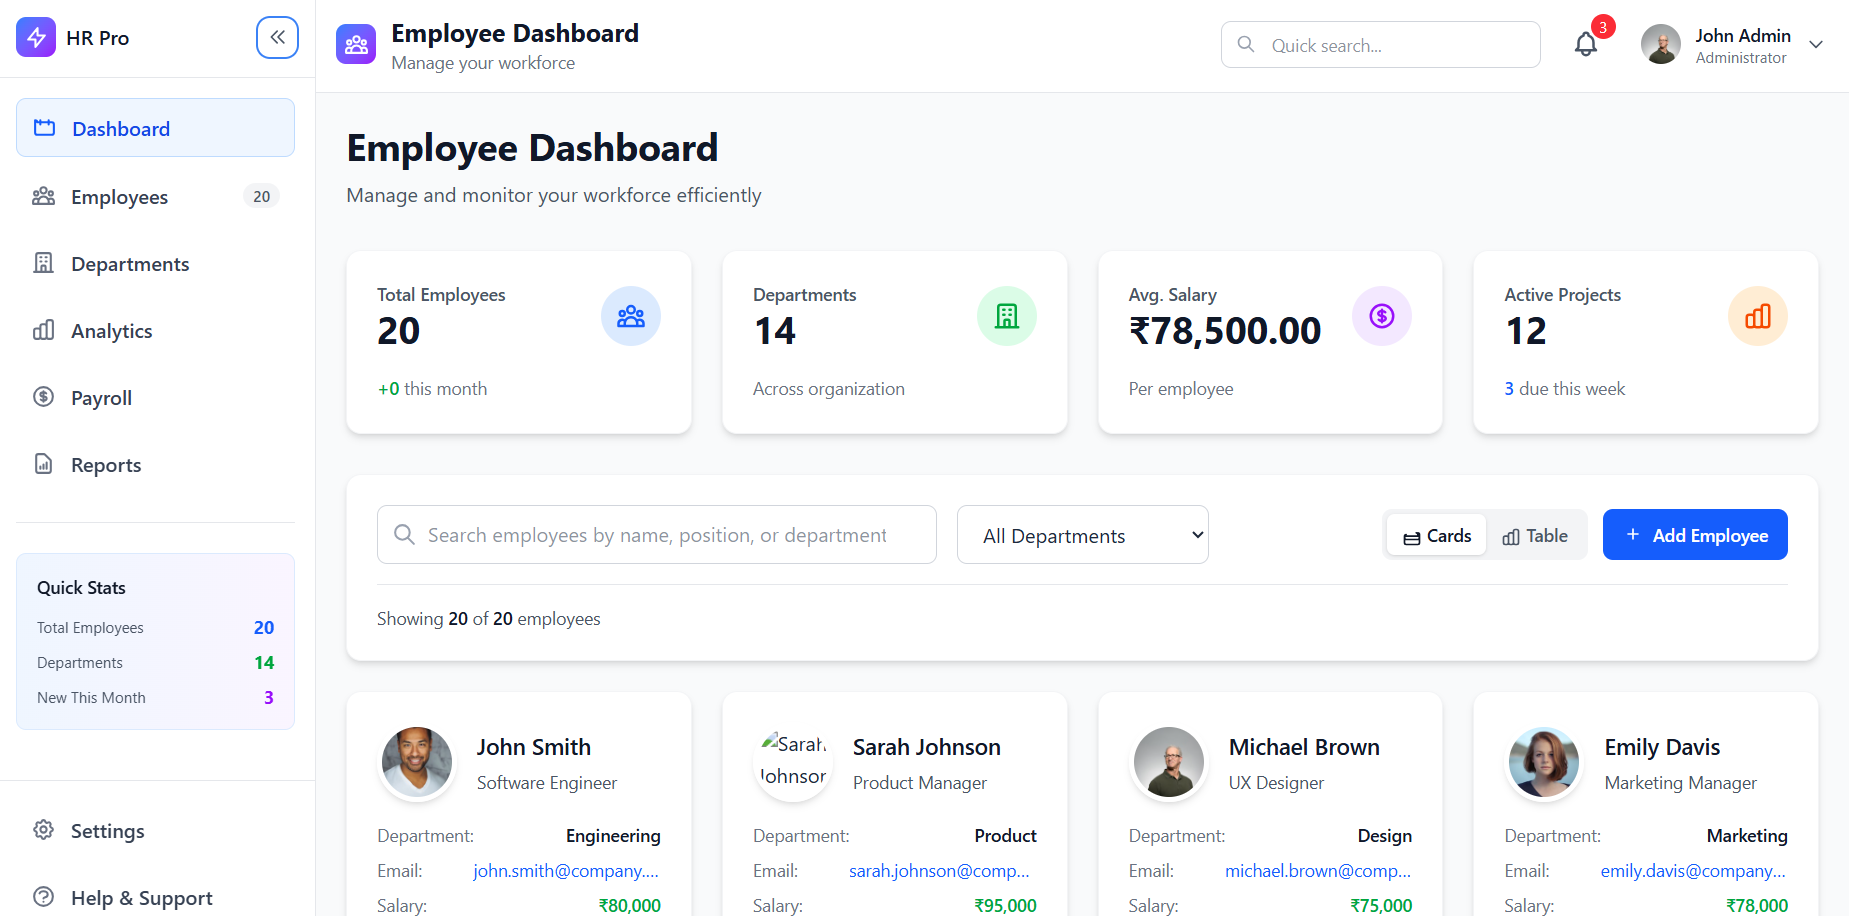 HR Pro
Employee Dashboard
Manage your workforce
Quick search...
3
John Admin
Administrator
Dashboard
Employees 20
Departments
Analytics
Payroll
Reports
Quick Stats
Total Employees 20
Departments 14
New This Month 3
Settings
Help & Support
Employee Dashboard
Manage and monitor your workforce efficiently
Total Employees
20
+0 this month
Departments
14
Across organization
Avg. Salary
₹78,500.00
Per employee
Active Projects
12
3 due this week
Search employees by name, position, or department
All Departments
Cards
Table
+ Add Employee
Showing 20 of 20 employees
John Smith
Software Engineer
Department: Engineering
Email: john.smith@company....
Salary: ₹80,000
Sarah Johnson
Sarah Johnson
Product Manager
Department: Product
Email: sarah.johnson@comp...
Salary: ₹95,000
Michael Brown
UX Designer
Department: Design
Email: michael.brown@comp...
Salary: ₹75,000
Emily Davis
Marketing Manager
Department: Marketing
Email: emily.davis@company...
Salary: ₹78,000